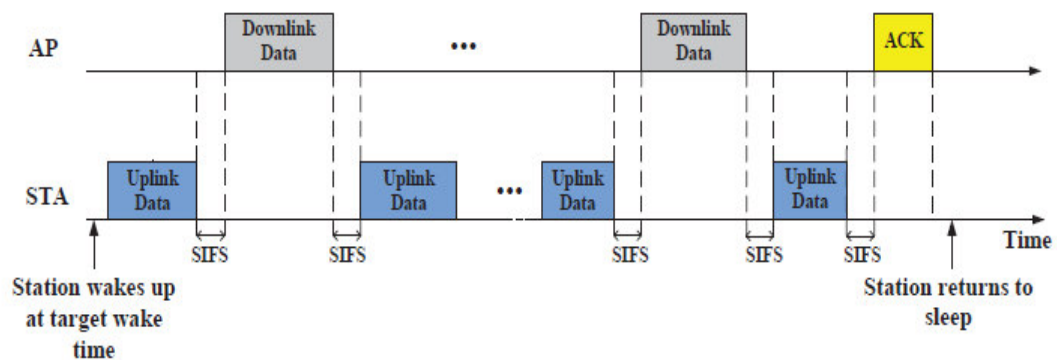 AP
Downlink
Data
•••
Downlink
Data
ACK
STA
Uplink
Data
Uplink
Data
•••
Uplink
Data
Uplink
Data
SIFS
SIFS
SIFS
SIFS
SIFS
Time
Station wakes up
at target wake
time
Station returns to
sleep